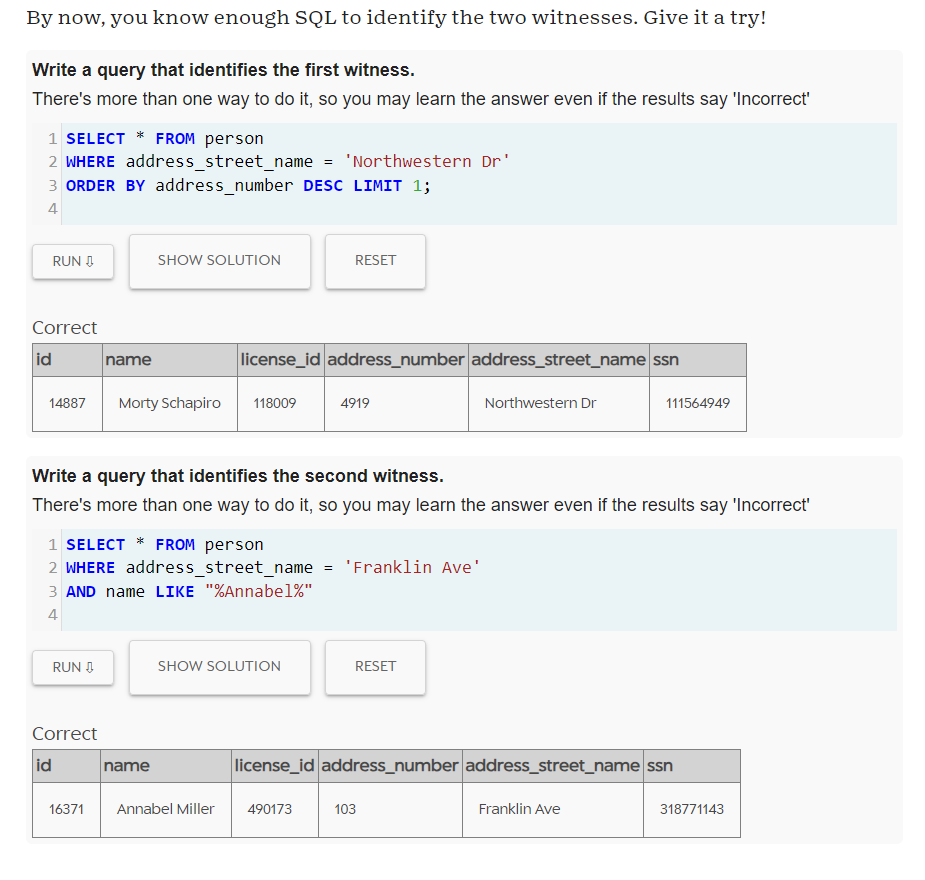 By now, you know enough SQL to identify the two witnesses. Give it a try!
Write a query that identifies the first witness.
There's more than one way to do it, so you may learn the answer even if the results say 'Incorrect'
1 SELECT * FROM person
2 WHERE address_street_name = 'Northwestern Dr'
3 ORDER BY address_number DESC LIMIT 1;
4
RUN ⇩ SHOW SOLUTION RESET
Correct
id name license_id address_number address_street_name ssn
14887 Morty Schapiro 118009 4919 Northwestern Dr 111564949
Write a query that identifies the second witness.
There's more than one way to do it, so you may learn the answer even if the results say 'Incorrect'
1 SELECT * FROM person
2 WHERE address_street_name = 'Franklin Ave'
3 AND name LIKE "%Annabel%"
4
RUN ⇩ SHOW SOLUTION RESET
Correct
id name license_id address_number address_street_name ssn
16371 Annabel Miller 490173 103 Franklin Ave 318771143